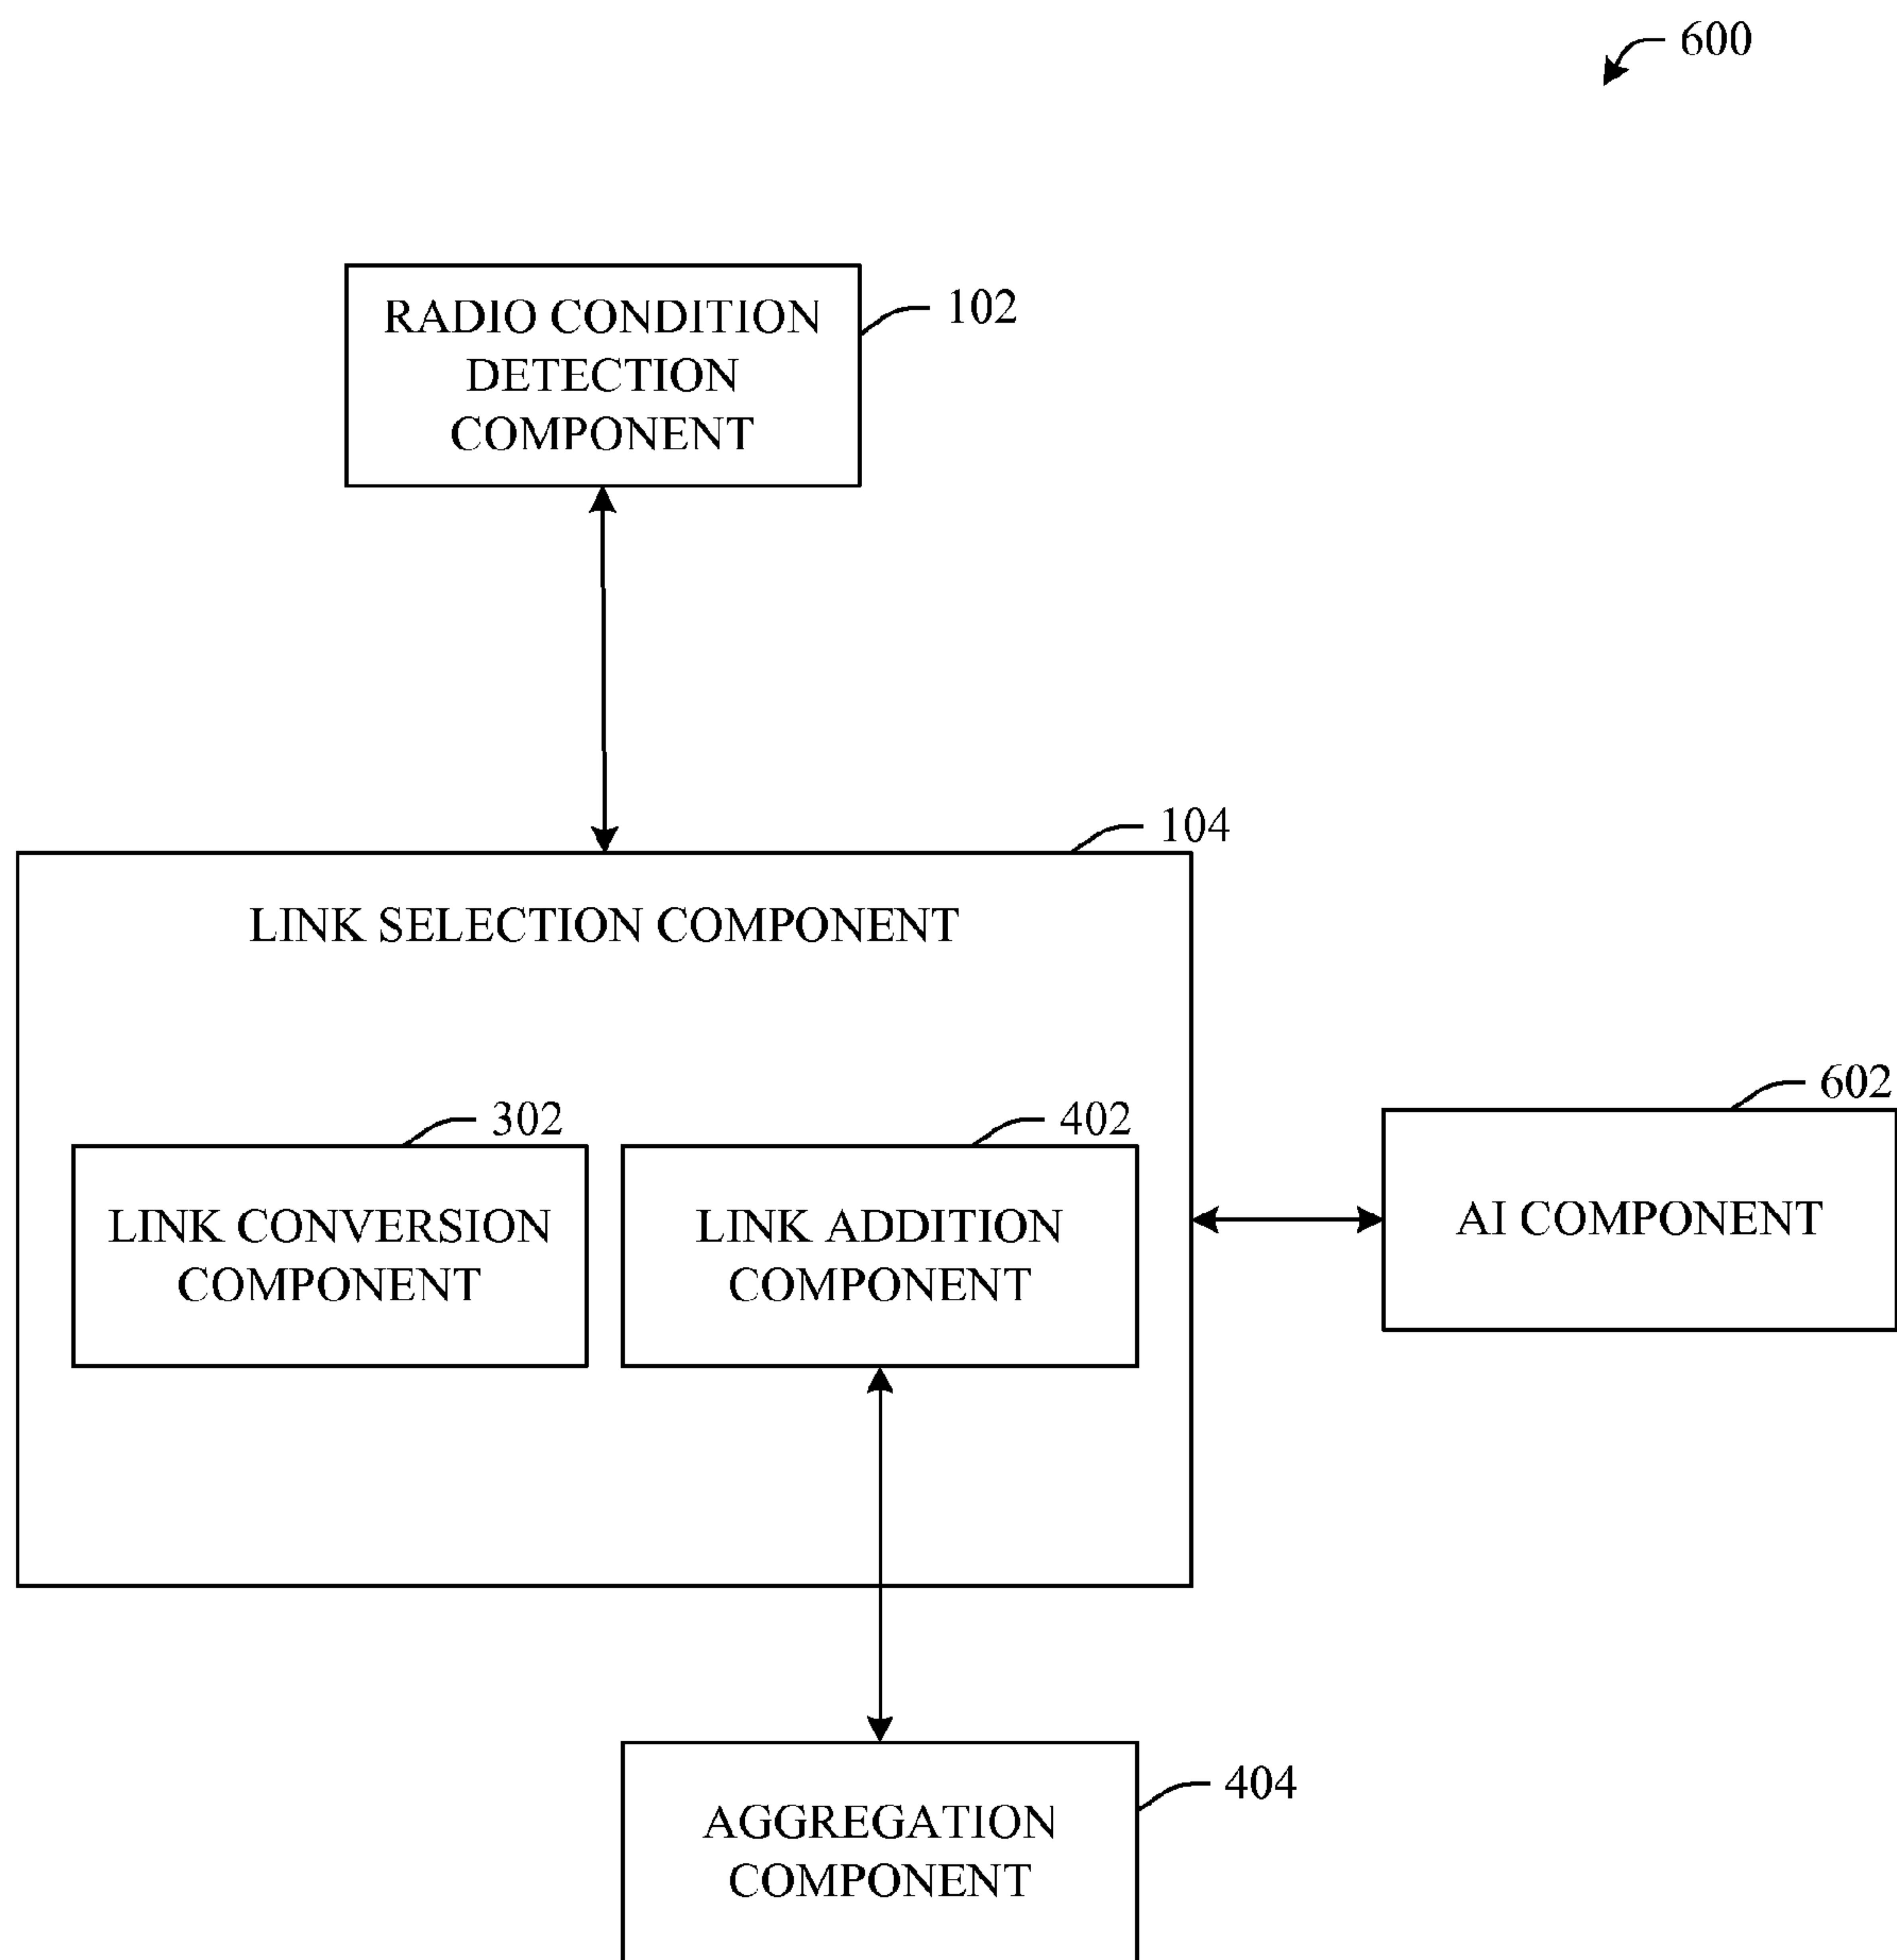 600
RADIO CONDITION
DETECTION
COMPONENT
102
104
LINK SELECTION COMPONENT
302
402
602
LINK CONVERSION
COMPONENT
LINK ADDITION
COMPONENT
AI COMPONENT
404
AGGREGATION
COMPONENT